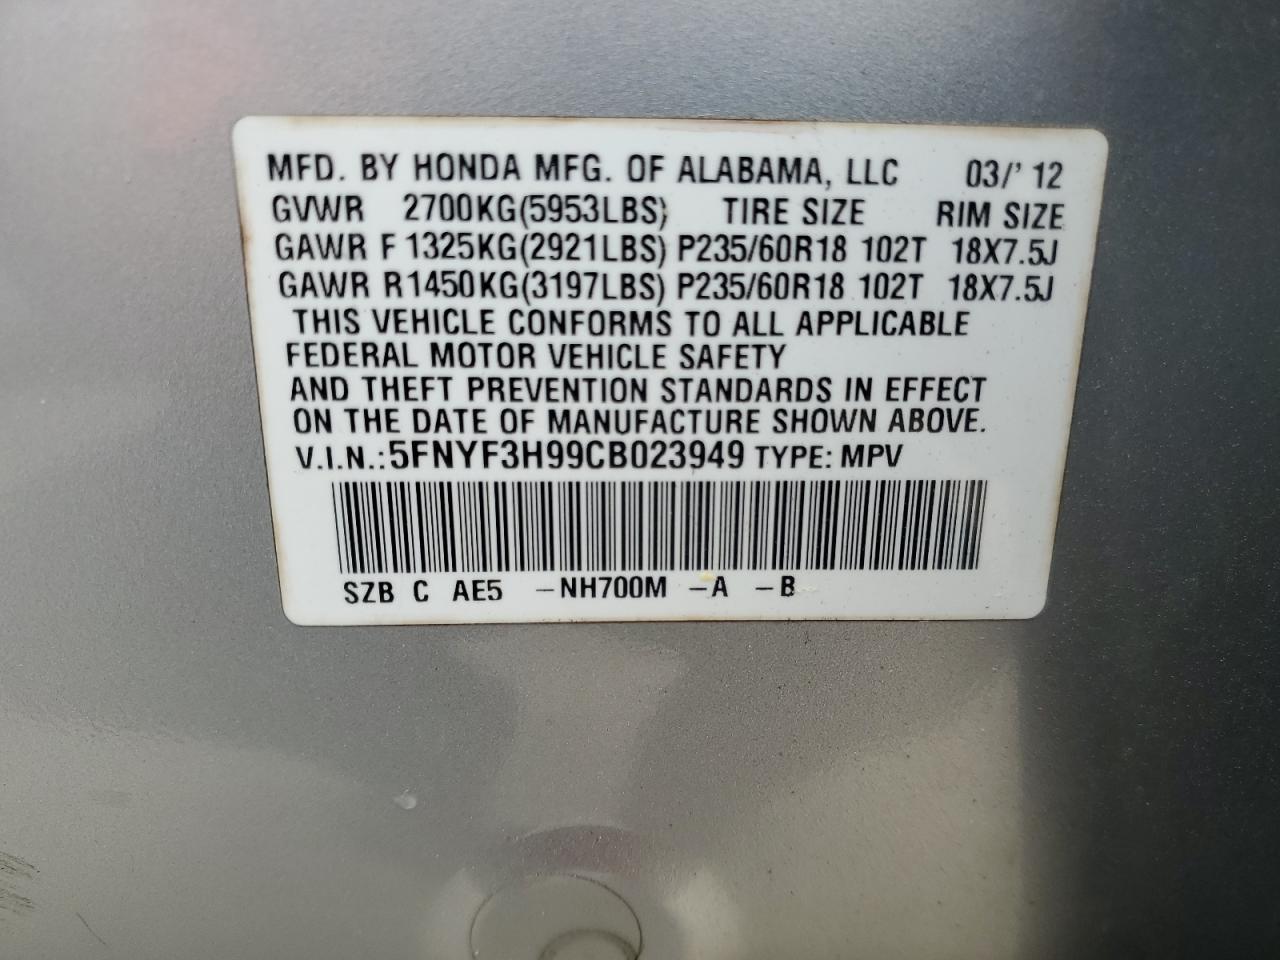 MFD. BY HONDA MFG. OF ALABAMA, LLC 03/'12
GVWR 2700KG(5953LBS) TIRE SIZE RIM SIZE
GAWR F 1325KG(2921LBS) P235/60R18 102T 18X7.5J
GAWR R1450KG(3197LBS) P235/60R18 102T 18X7.5J
THIS VEHICLE CONFORMS TO ALL APPLICABLE
FEDERAL MOTOR VEHICLE SAFETY
AND THEFT PREVENTION STANDARDS IN EFFECT
ON THE DATE OF MANUFACTURE SHOWN ABOVE.
V.I.N.:5FNYF3H99CB023949 TYPE: MPV
SZB C AE5 -NH700M -A -B